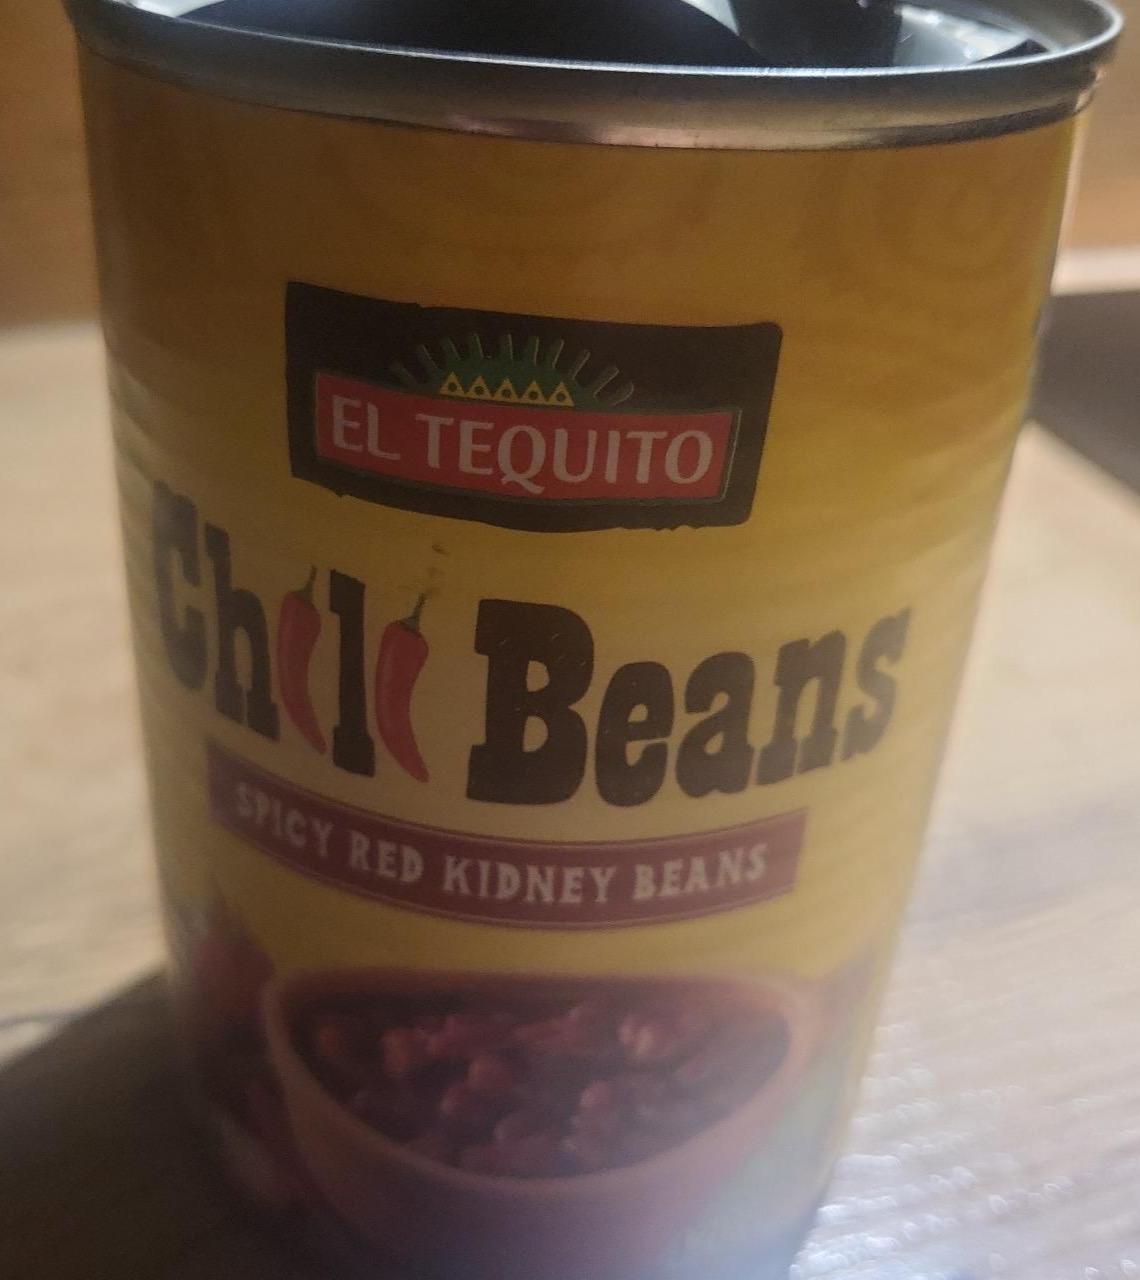 EL TEQUITO
Chili Beans
SPICY RED KIDNEY BEANS